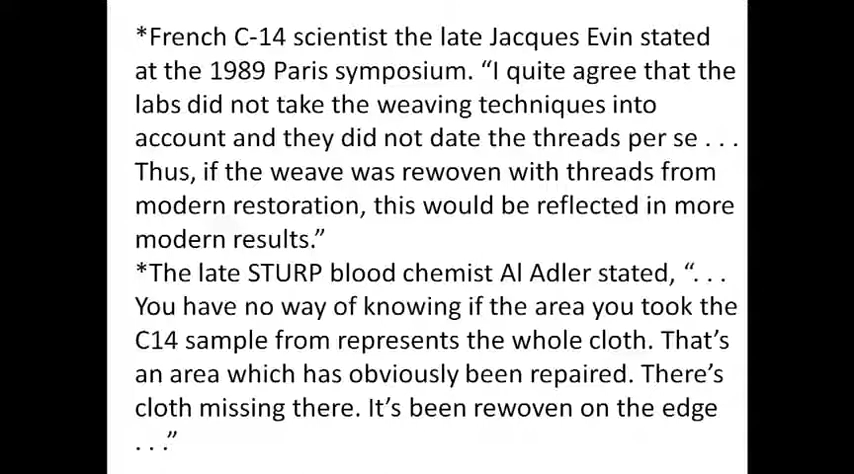 *French C-14 scientist the late Jacques Evin stated
at the 1989 Paris symposium. “I quite agree that the
labs did not take the weaving techniques into
account and they did not date the threads per se . . .
Thus, if the weave was rewoven with threads from
modern restoration, this would be reflected in more
modern results.”
*The late STURP blood chemist Al Adler stated, “. . .
You have no way of knowing if the area you took the
C14 sample from represents the whole cloth. That’s
an area which has obviously been repaired. There’s
cloth missing there. It’s been rewoven on the edge
. . .”